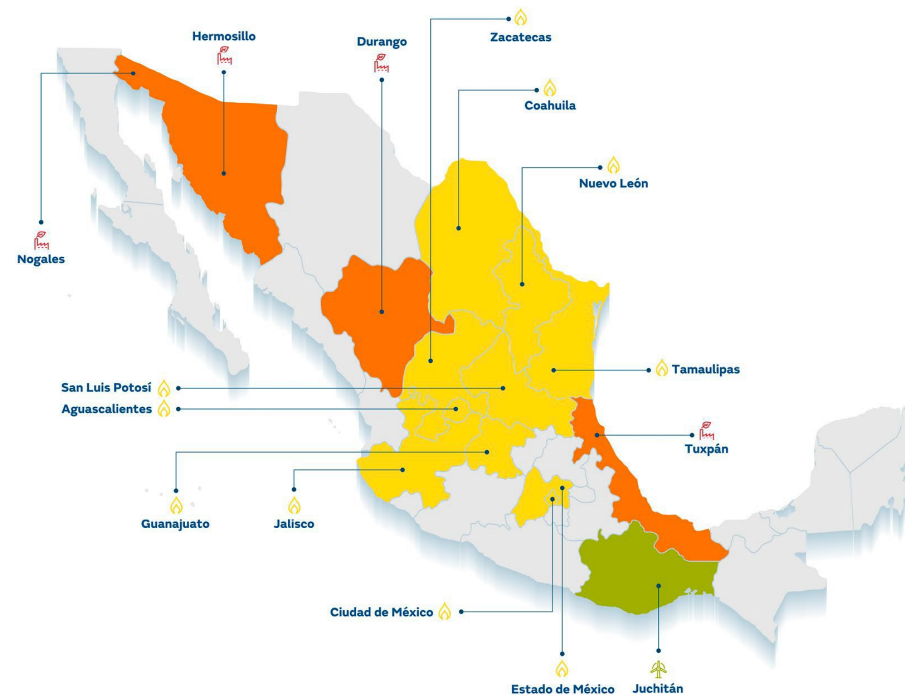 Zacatecas
Hermosillo
Durango
Coahuila
Nuevo León
Nogales
Tamaulipas
San Luis Potosí
Aguascalientes
Tuxpán
Guanajuato
Jalisco
Ciudad de México
Estado de México
Juchitán